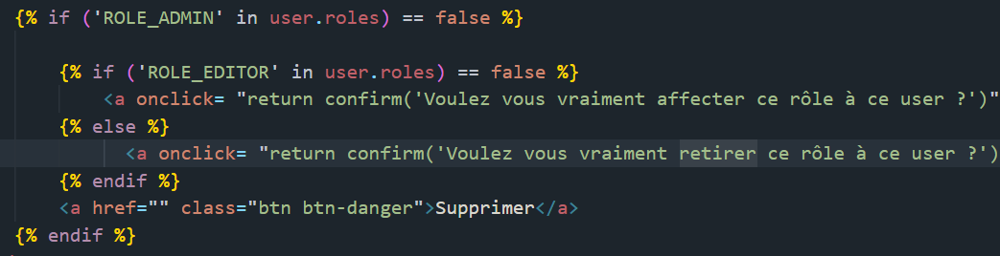 {% if ('ROLE_ADMIN' in user.roles) == false %}
{% if ('ROLE_EDITOR' in user.roles) == false %}
<a onclick= "return confirm('Voulez vous vraiment affecter ce rôle à ce user ?')"
{% else %}
<a onclick= "return confirm('Voulez vous vraiment retirer ce rôle à ce user ?')
{% endif %}
<a href="" class="btn btn-danger">Supprimer</a>
{% endif %}